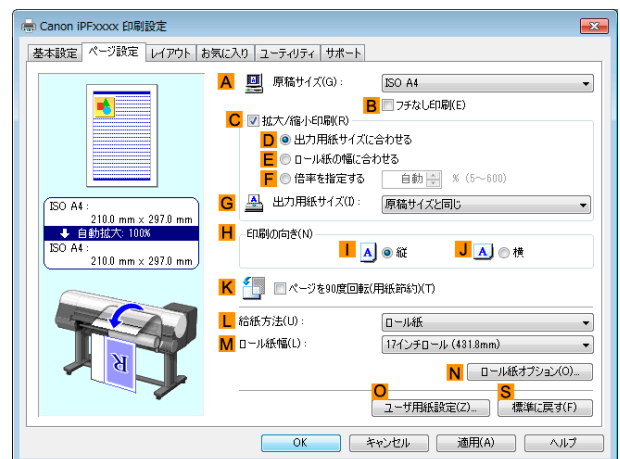 Canon iPFxxxx 印刷設定
基本設定 ページ設定 レイアウト お気に入り ユーティリティ サポート
A 原稿サイズ(G): ISO A4
B フチなし印刷(E)
C 拡大/縮小印刷(R)
D 出力用紙サイズに合わせる
E ロール紙の幅に合わせる
F 倍率を指定する 自動 % (5～600)
G 出力用紙サイズ(I): 原稿サイズと同じ
ISO A4:
210.0 mm x 297.0 mm
自動拡大: 100%
ISO A4:
210.0 mm x 297.0 mm
H 印刷の向き(N)
I A 縦 J A 横
K ページを90度回転(用紙節約)(T)
L 給紙方法(U): ロール紙
M ロール紙幅(L): 17インチロール (431.8mm)
R
N ロール紙オプション(O)...
O S
ユーザ用紙設定(Z)... 標準に戻す(F)
OK キャンセル 適用(A) ヘルプ